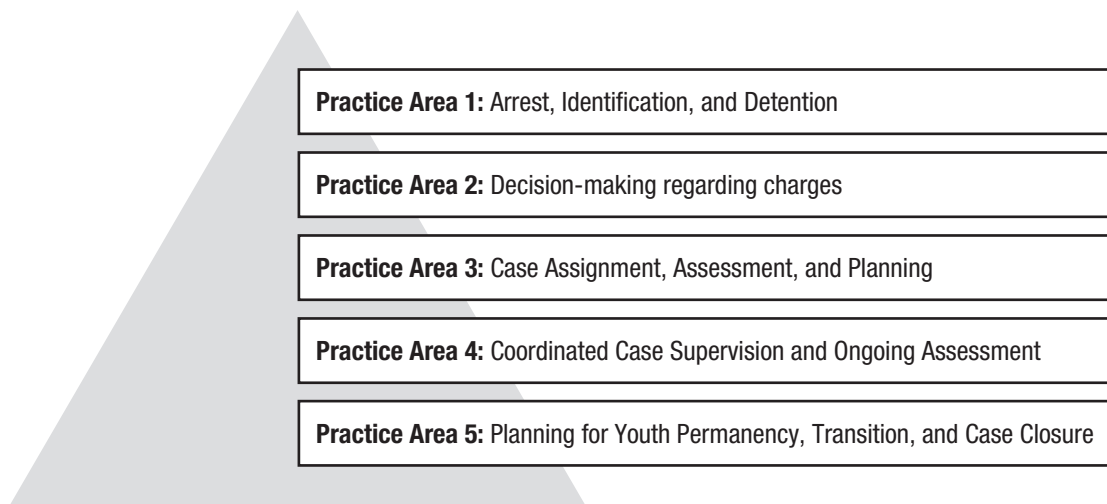 Practice Area 1: Arrest, Identification, and Detention
Practice Area 2: Decision-making regarding charges
Practice Area 3: Case Assignment, Assessment, and Planning
Practice Area 4: Coordinated Case Supervision and Ongoing Assessment
Practice Area 5: Planning for Youth Permanency, Transition, and Case Closure